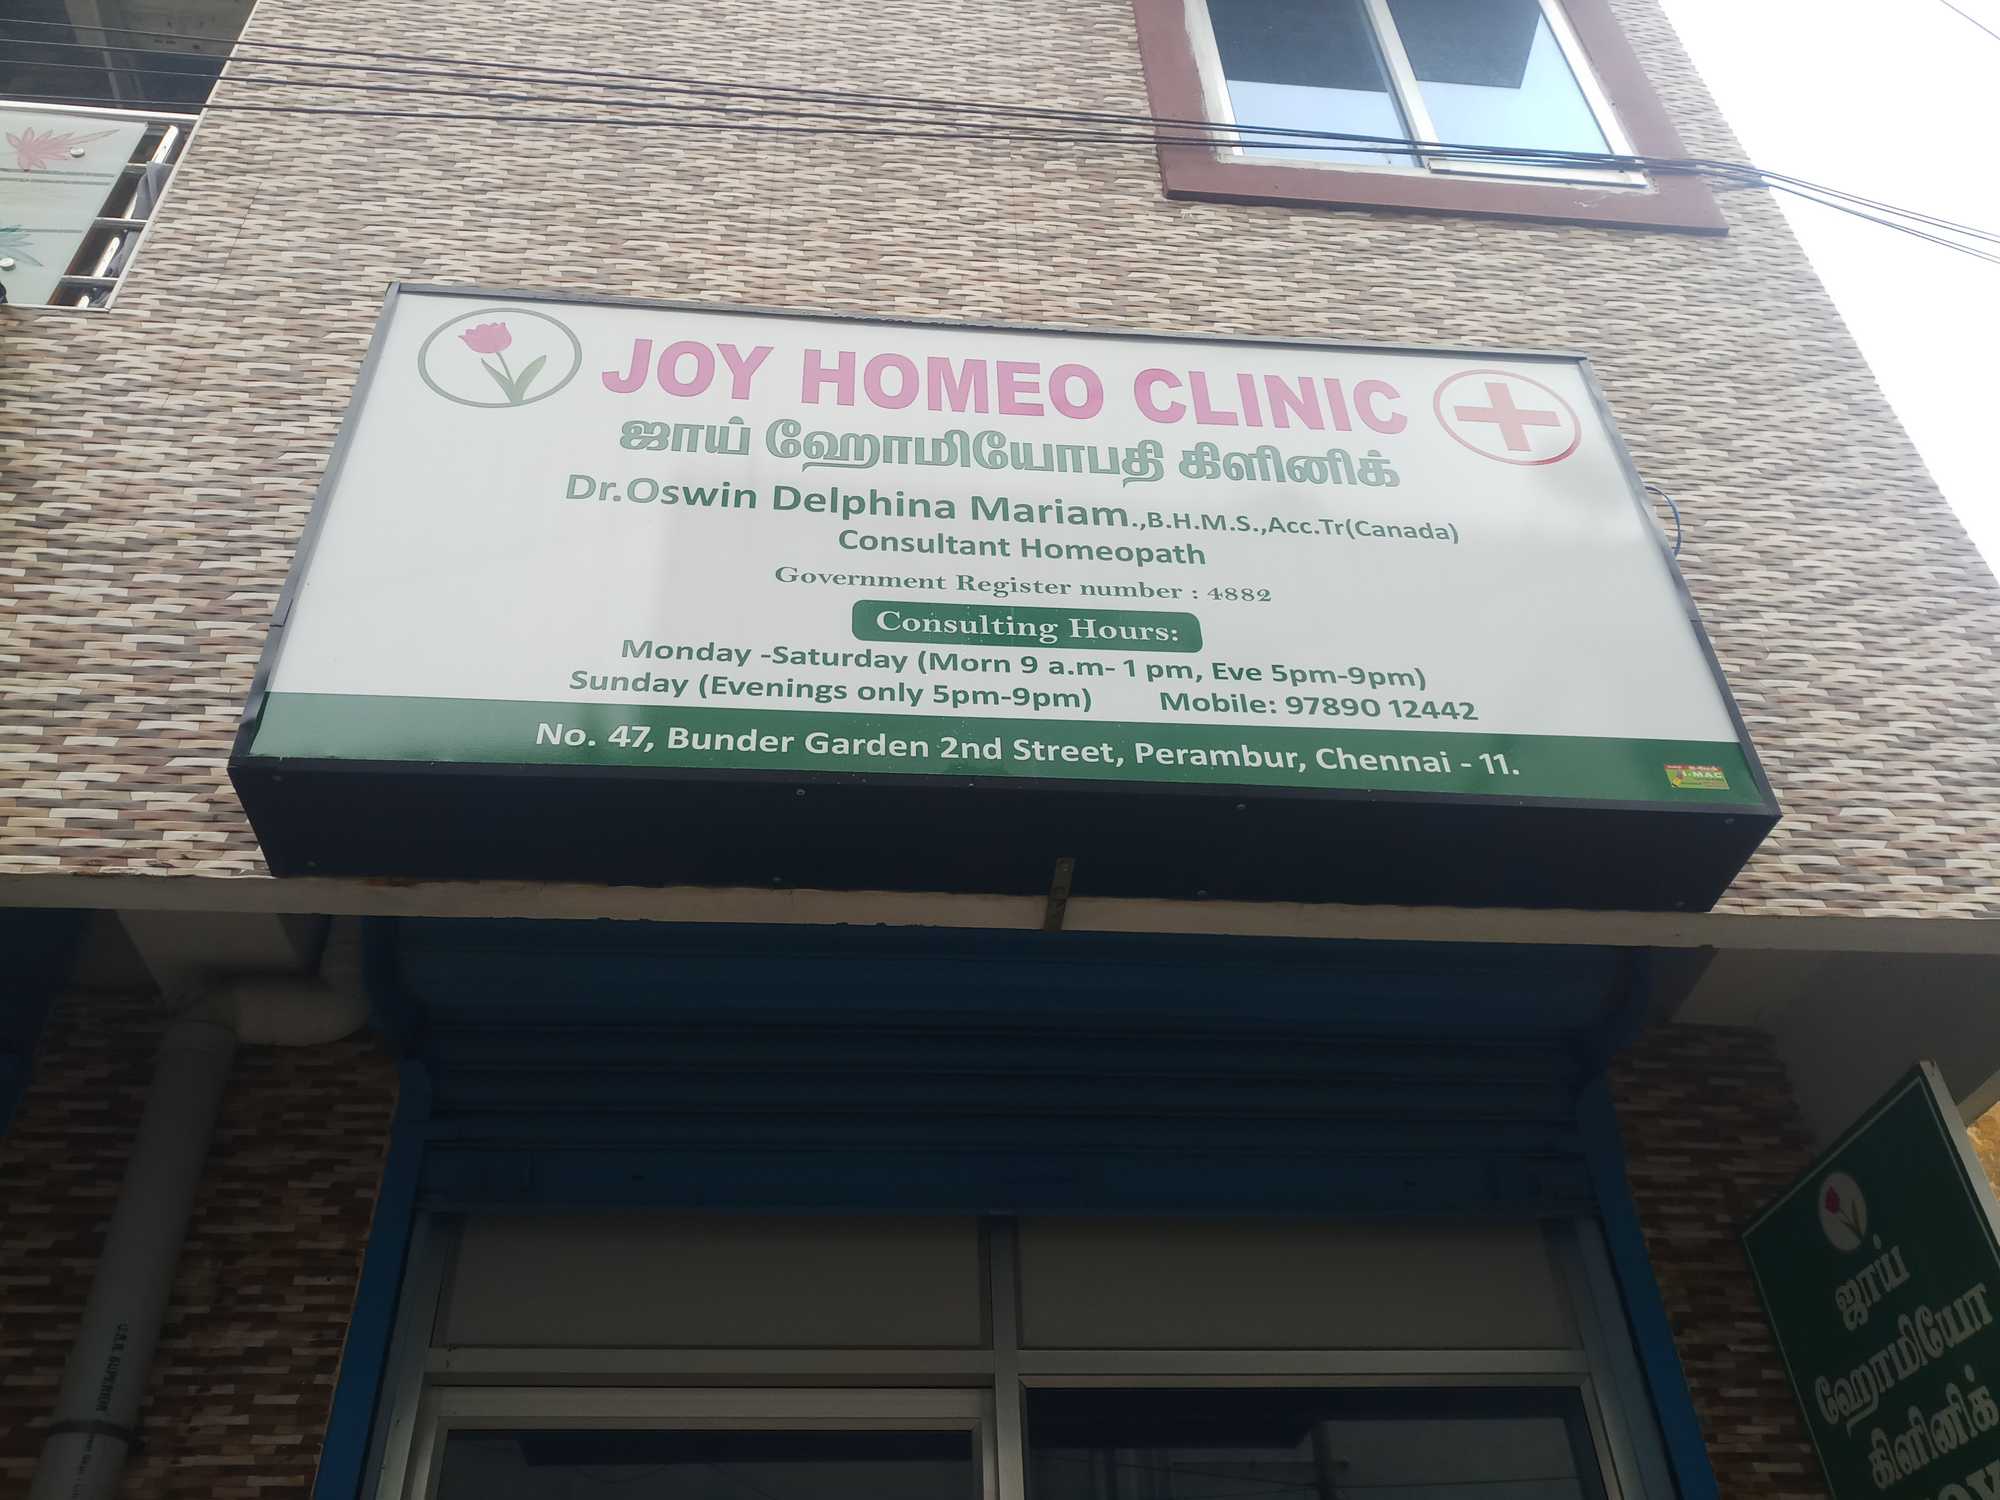 JOY HOMEO CLINIC
ஜாய் ஹோமியோபதி கிளினிக்
Dr.Oswin Delphina Mariam.,B.H.M.S.,Acc.Tr(Canada)
Consultant Homeopath
Government Register number : 4882
Consulting Hours:
Monday -Saturday (Morn 9 a.m- 1 pm, Eve 5pm-9pm)
Sunday (Evenings only 5pm-9pm) Mobile: 97890 12442
No. 47, Bunder Garden 2nd Street, Perambur, Chennai - 11.
I-MAC
ஜாய்
ஹோமியோ
கிளினிக்